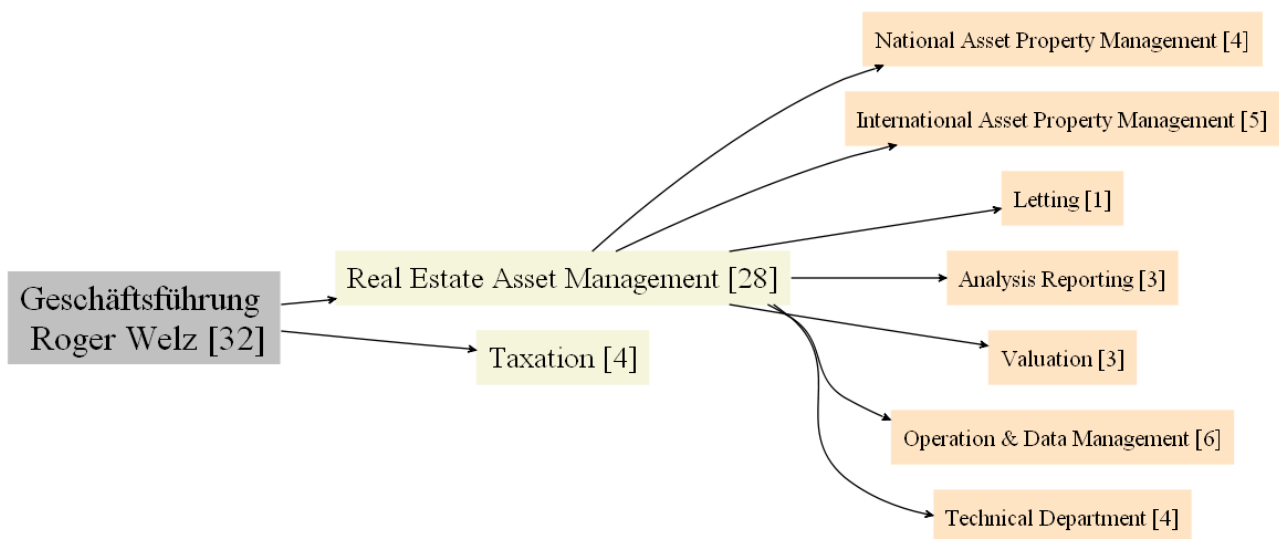 National Asset Property Management [4]
International Asset Property Management [5]
Letting [1]
Real Estate Asset Management [28]
Analysis Reporting [3]
Geschäftsführung
Roger Welz [32]
Taxation [4]
Valuation [3]
Operation & Data Management [6]
Technical Department [4]